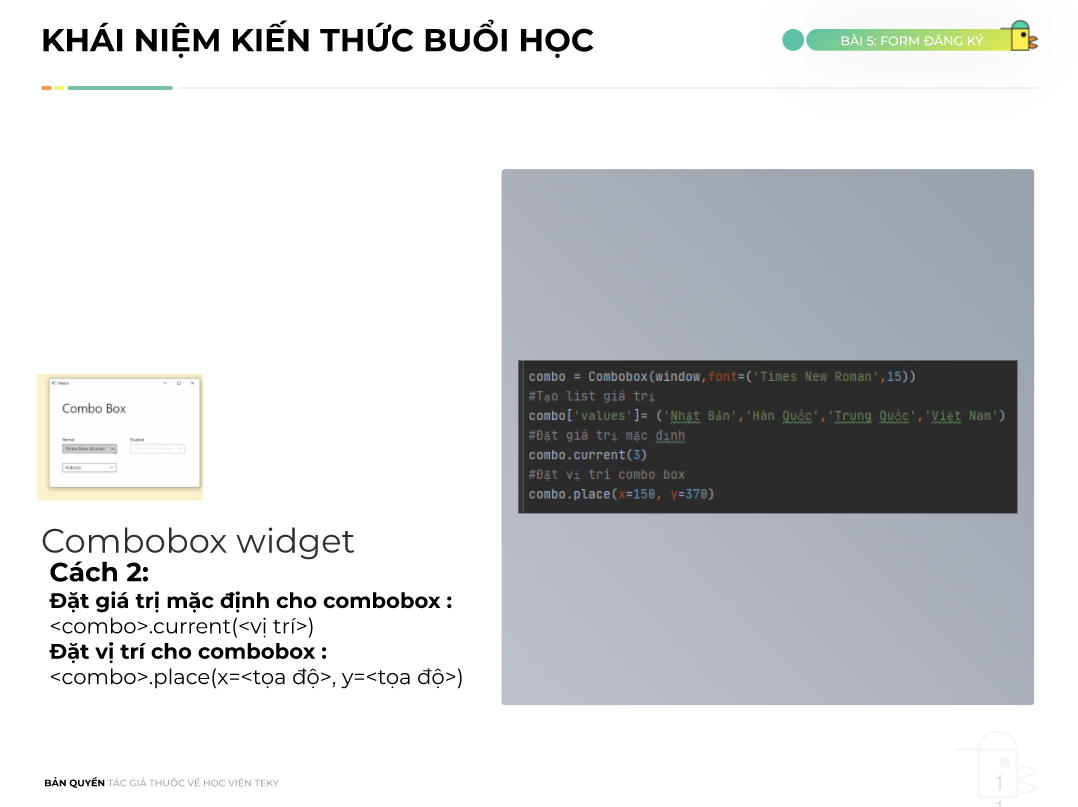 KHÁI NIỆM KIẾN THỨC BUỔI HỌC
BÀI 5: FORM ĐĂNG KÝ
Combo Box
Normal
Disabled
Times New Roman
Roboto
combo = Combobox(window,font=('Times New Roman',15))
#Tạo list giá trị
combo['values']= ('Nhật Bản','Hàn Quốc','Trung Quốc','Việt Nam')
#Đặt giá trị mặc định
combo.current(3)
#Đặt vị trí combo box
combo.place(x=150, y=370)
Combobox widget
Cách 2:
Đặt giá trị mặc định cho combobox :
<combo>.current(<vị trí>)
Đặt vị trí cho combobox :
<combo>.place(x=<tọa độ>, y=<tọa độ>)
BẢN QUYỀN TÁC GIẢ THUỘC VỀ HỌC VIỆN TEKY
1